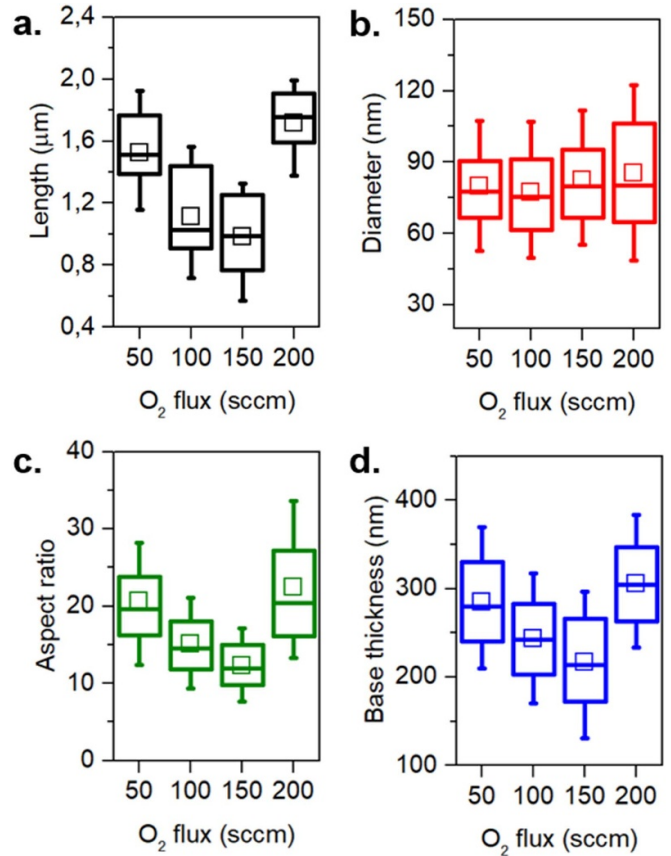 a.
2,4
2,0
1,6
1,2
0,8
0,4
Length (μm)
50 100 150 200
O₂ flux (sccm)
b.
150
120
90
60
30
Diameter (nm)
50 100 150 200
O₂ flux (sccm)
c.
40
30
20
10
0
Aspect ratio
50 100 150 200
O₂ flux (sccm)
d.
400
300
200
100
Base thickness (nm)
50 100 150 200
O₂ flux (sccm)